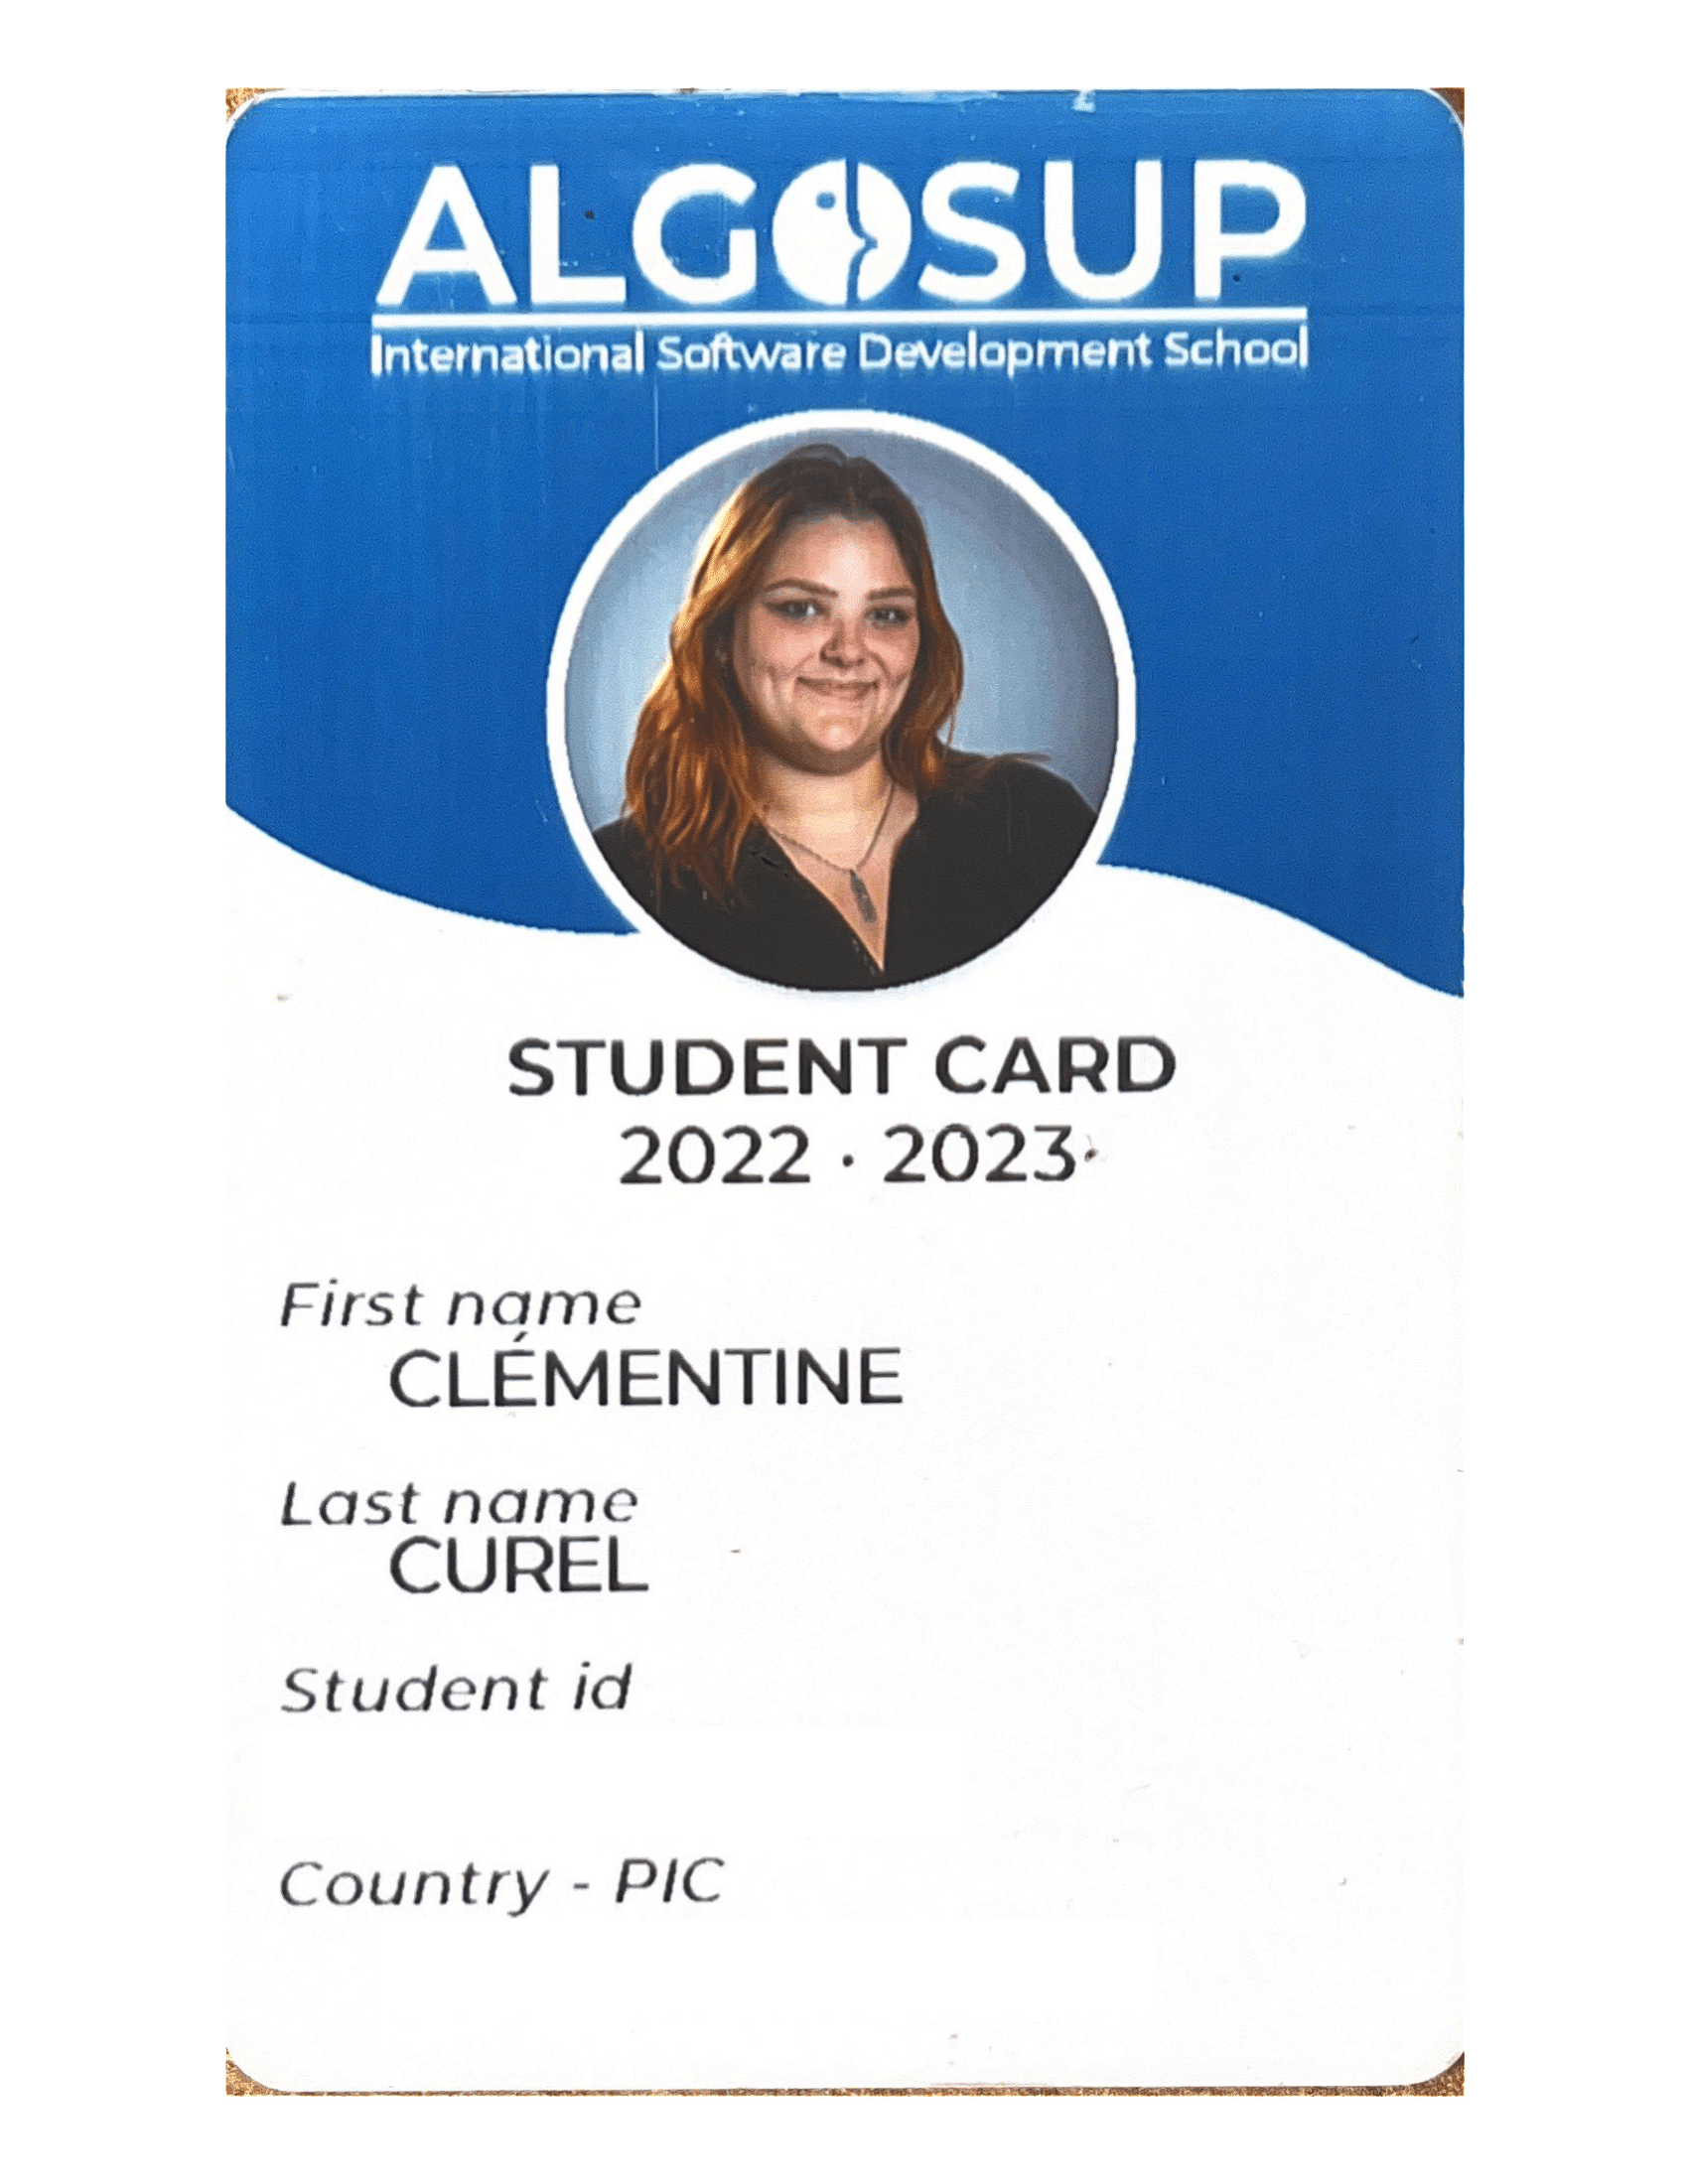 ALGOSUP
International Software Development School
STUDENT CARD
2022 · 2023
First name
CLÉMENTINE
Last name
CUREL
Student id
Country - PIC